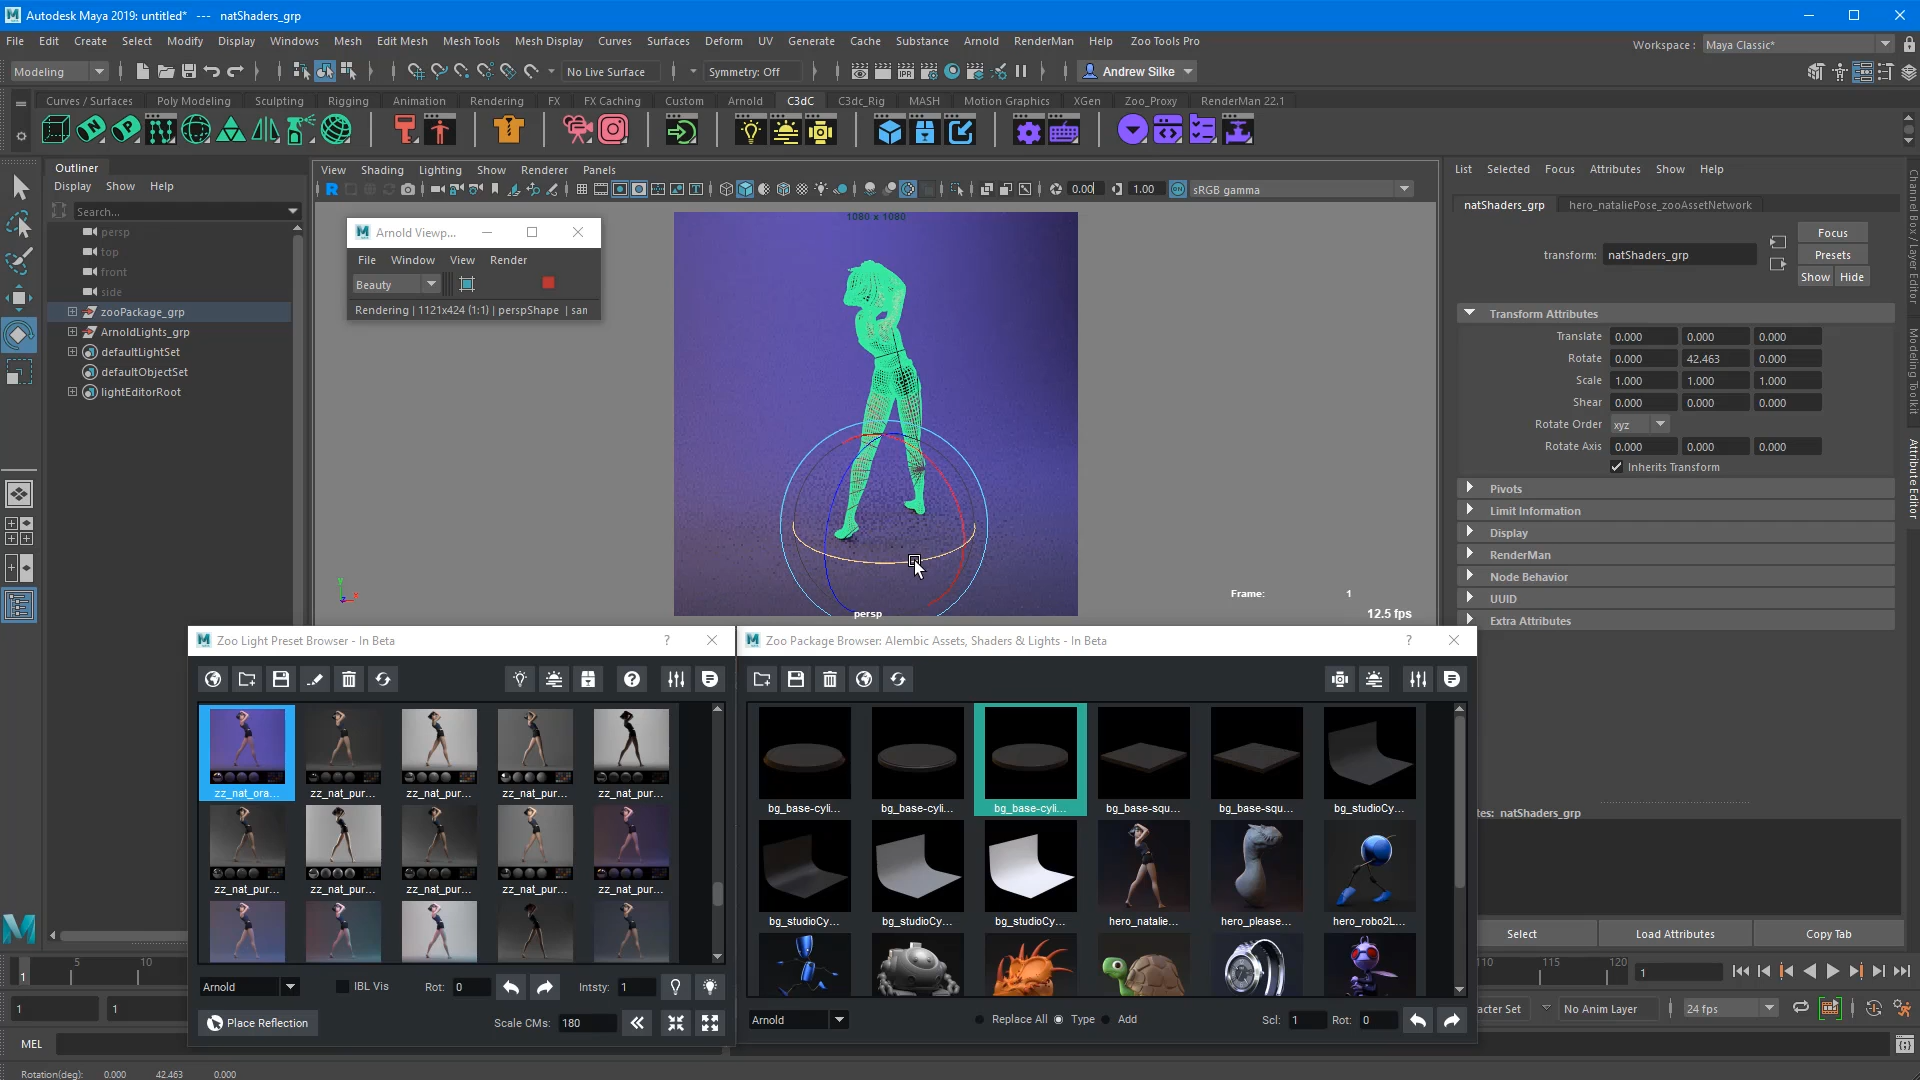 Autodesk Maya 2019: untitled* --- natShaders_grp
File Edit Create Select Modify Display Windows Mesh Edit Mesh Mesh Tools Mesh Display Curves Surfaces Deform UV Generate Cache Substance Arnold RenderMan Help Zoo Tools Pro
Workspace : Maya Classic*
Modeling No Live Surface Symmetry: Off Andrew Silke
Curves / Surfaces Poly Modeling Sculpting Rigging Animation Rendering FX FX Caching Custom Arnold C3dC C3dc_Rig MASH Motion Graphics XGen Zoo_Proxy RenderMan 22.1
Outliner
Display Show Help
Search...
persp
top
front
side
zooPackage_grp
ArnoldLights_grp
defaultLightSet
defaultObjectSet
lightEditorRoot
View Shading Lighting Show Renderer Panels
0.00 1.00 sRGB gamma
1080 x 1080
Arnold Viewp...
File Window View Render
Beauty
Rendering | 1121x424 (1:1) | perspShape | san
Frame: 1
12.5 fps
persp
List Selected Focus Attributes Show Help
natShaders_grp hero_nataliePose_zooAssetNetwork
Focus
transform: natShaders_grp
Presets
Show Hide
Transform Attributes
Translate 0.000 0.000 0.000
Rotate 0.000 42.463 0.000
Scale 1.000 1.000 1.000
Shear 0.000 0.000 0.000
Rotate Order xyz
Rotate Axis 0.000 0.000 0.000
Inherits Transform
Pivots
Limit Information
Display
RenderMan
Node Behavior
UUID
Extra Attributes
tes: natShaders_grp
Select Load Attributes Copy Tab
Channel Box / Layer Editor
Modeling Toolkit
Attribute Editor
Zoo Light Preset Browser - In Beta ?
zz_nat_ora... zz_nat_pur... zz_nat_pur... zz_nat_pur... zz_nat_pur...
zz_nat_pur... zz_nat_pur... zz_nat_pur... zz_nat_pur... zz_nat_pur...
Arnold IBL Vis Rot: 0 Intsty: 1
Place Reflection Scale CMs: 180
Zoo Package Browser: Alembic Assets, Shaders & Lights - In Beta ?
bg_base-cyli... bg_base-cyli... bg_base-cyli... bg_base-squ... bg_base-squ... bg_studioCy...
bg_studioCy... bg_studioCy... bg_studioCy... hero_natalie... hero_please... hero_robo2L...
Arnold Replace All Type Add Scl: 1 Rot: 0
1 5 10
110 115 120 1
1 1
acter Set No Anim Layer 24 fps
MEL
Rotation(deg): 0.000 42.463 0.000